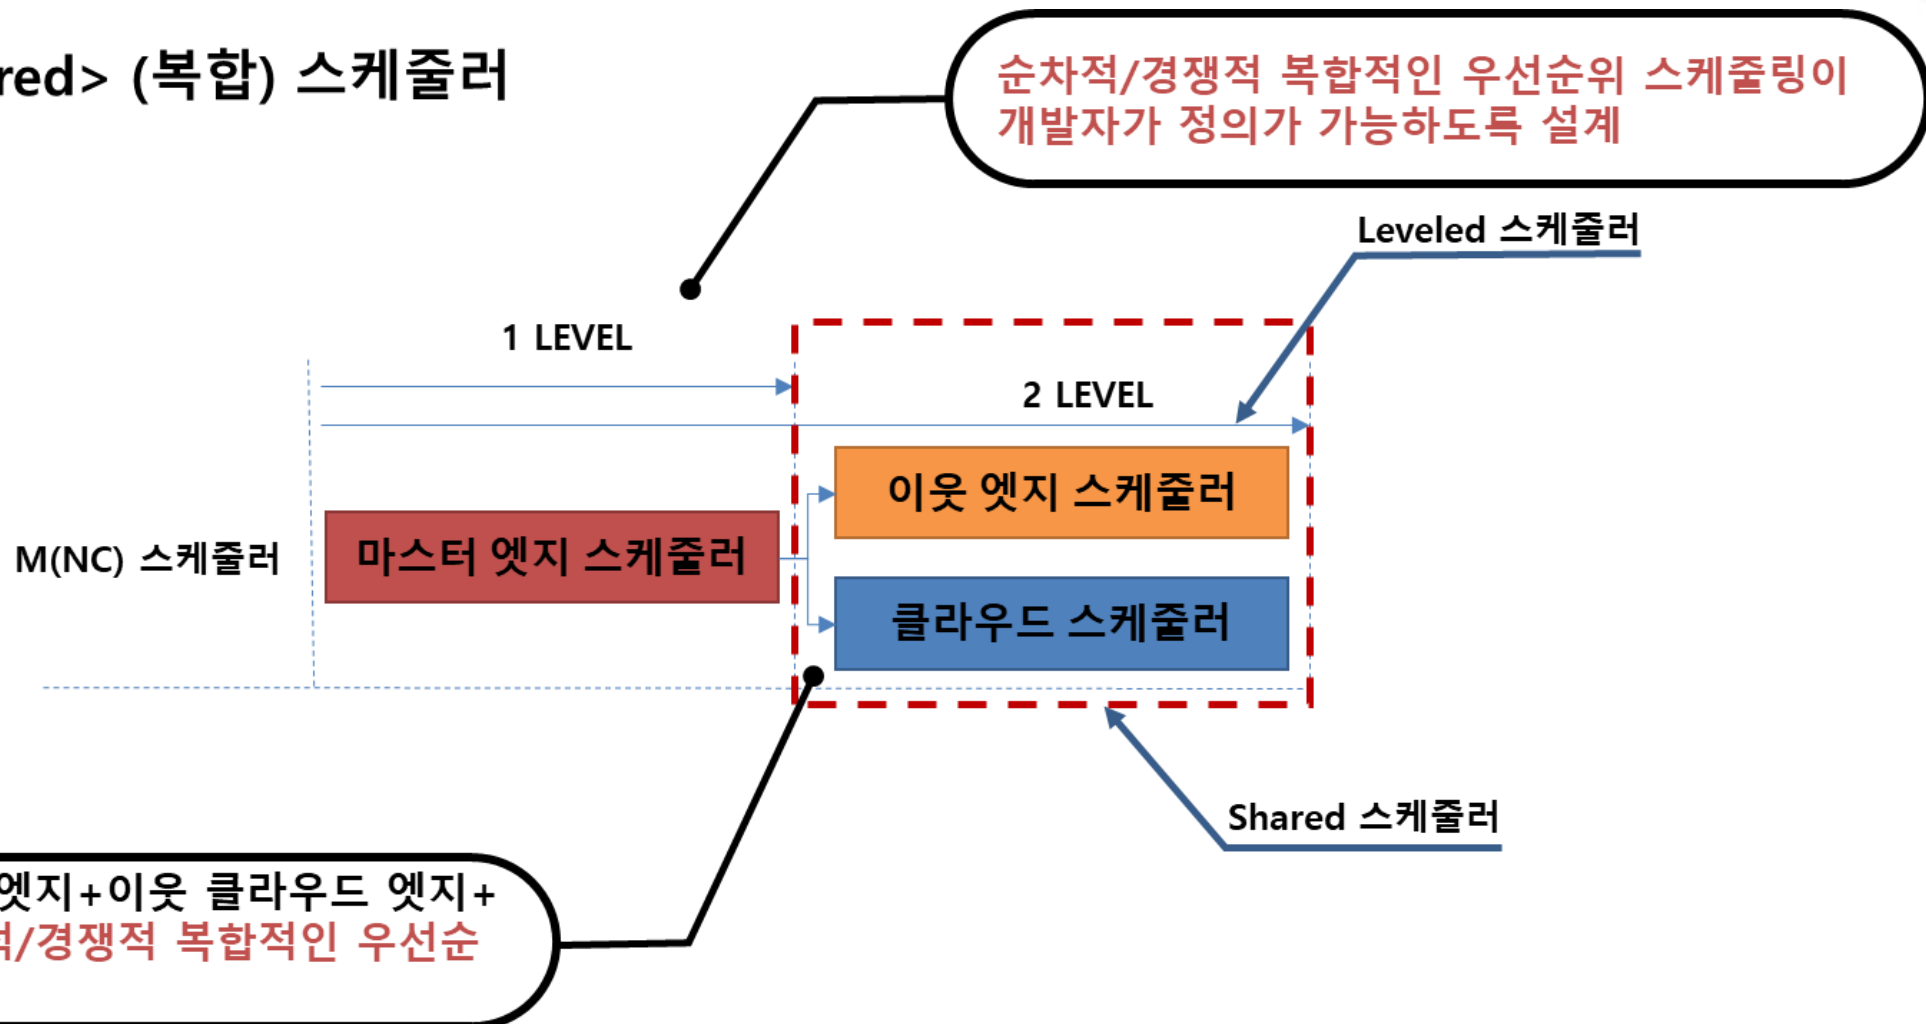 red> (복합) 스케줄러
순차적/경쟁적 복합적인 우선순위 스케줄링이
개발자가 정의가 가능하도록 설계
Leveled 스케줄러
1 LEVEL
2 LEVEL
이웃 엣지 스케줄러
M(NC) 스케줄러
마스터 엣지 스케줄러
클라우드 스케줄러
Shared 스케줄러
엣지+이웃 클라우드 엣지+
적/경쟁적 복합적인 우선순